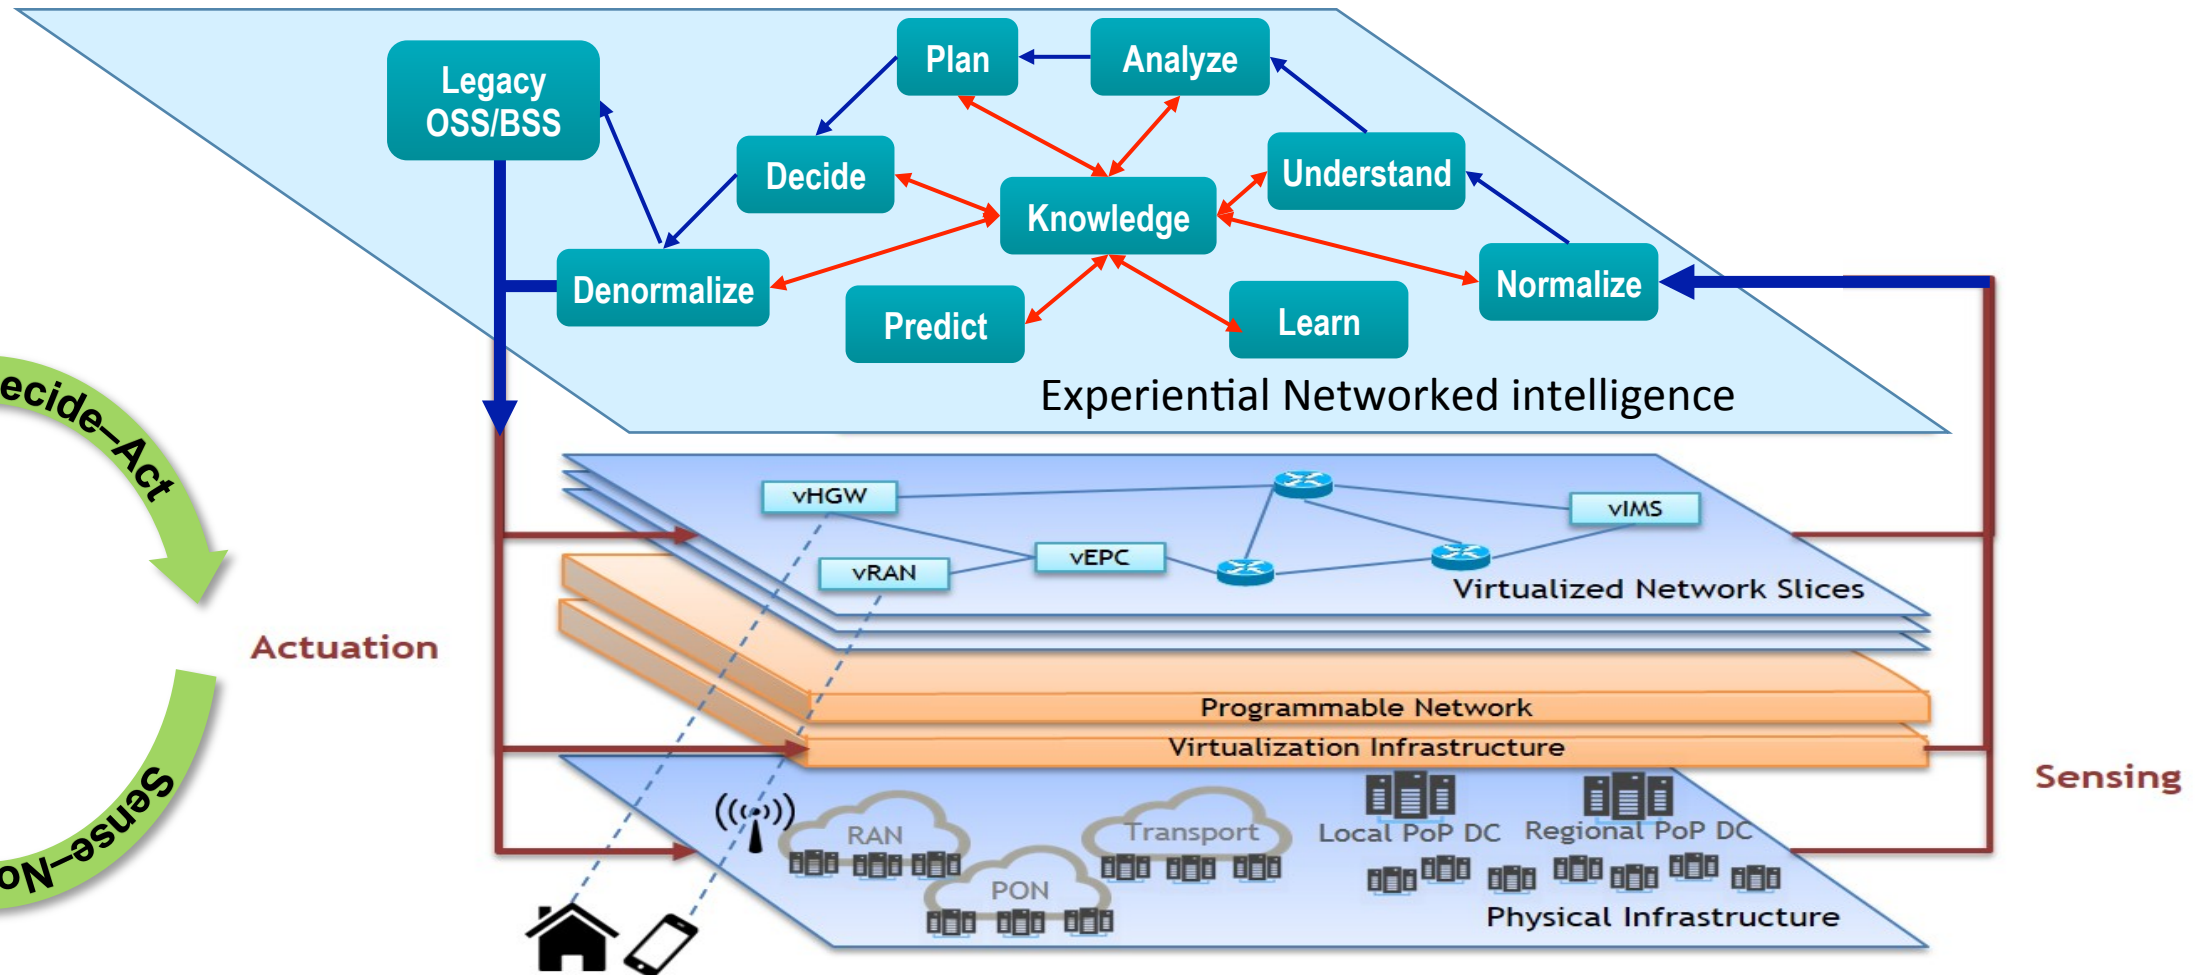 Plan
Analyze
Legacy
OSS/BSS
Decide
Understand
Knowledge
Denormalize
Normalize
Predict
Learn
Experiential Networked intelligence
ecide–Act
vHGW
vIMS
vEPC
vRAN
Virtualized Network Slices
Actuation
Programmable Network
Virtualization Infrastructure
Sensing
Sense–No
RAN
Transport
Local PoP DC
Regional PoP DC
PON
Physical Infrastructure